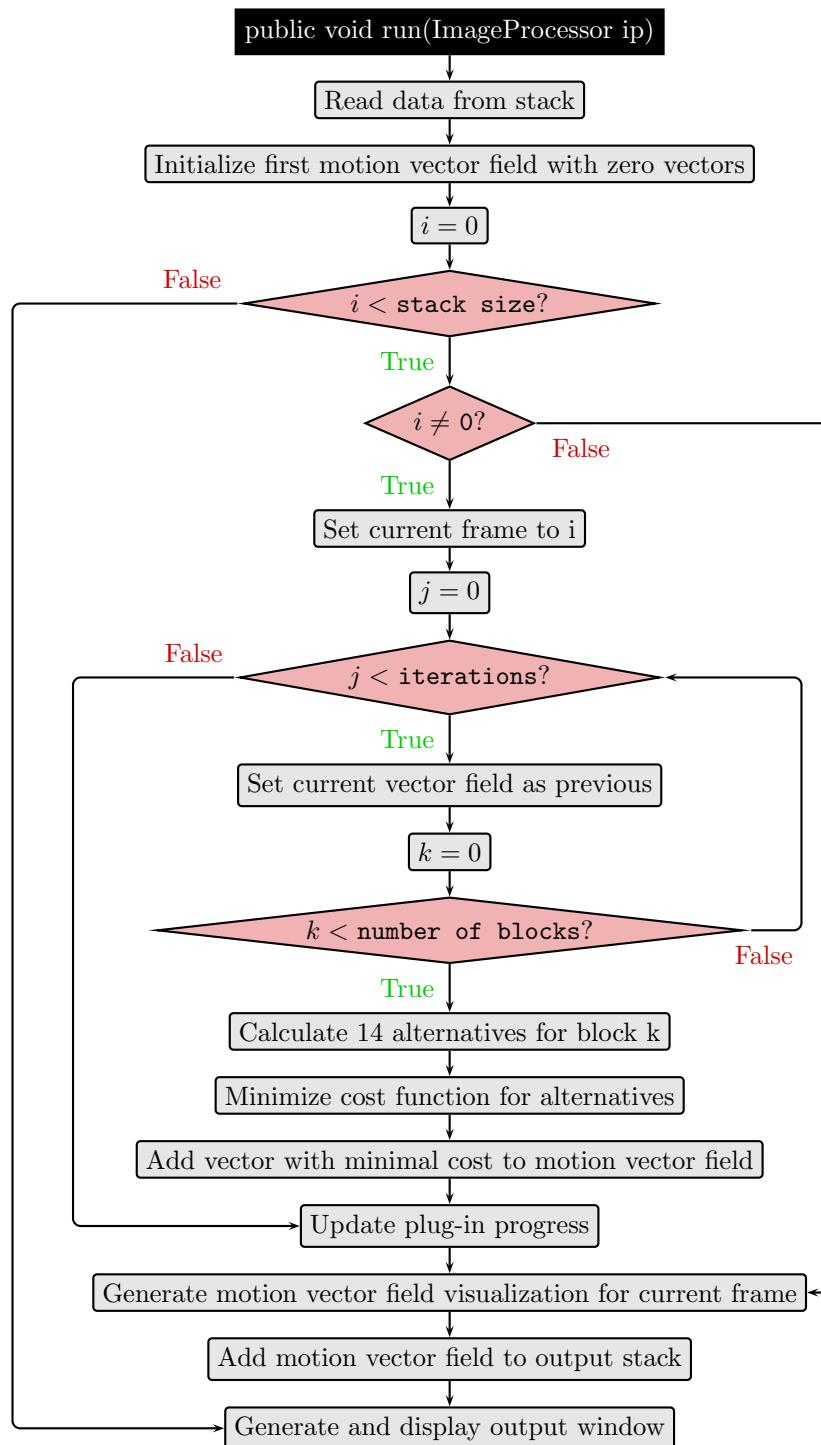 public void run(ImageProcessor ip)
Read data from stack
Initialize first motion vector field with zero vectors
i = 0
False
i < stack size?
True
i ≠ 0?
False
True
Set current frame to i
j = 0
False
j < iterations?
True
Set current vector field as previous
k = 0
k < number of blocks?
False
True
Calculate 14 alternatives for block k
Minimize cost function for alternatives
Add vector with minimal cost to motion vector field
Update plug-in progress
Generate motion vector field visualization for current frame
Add motion vector field to output stack
Generate and display output window